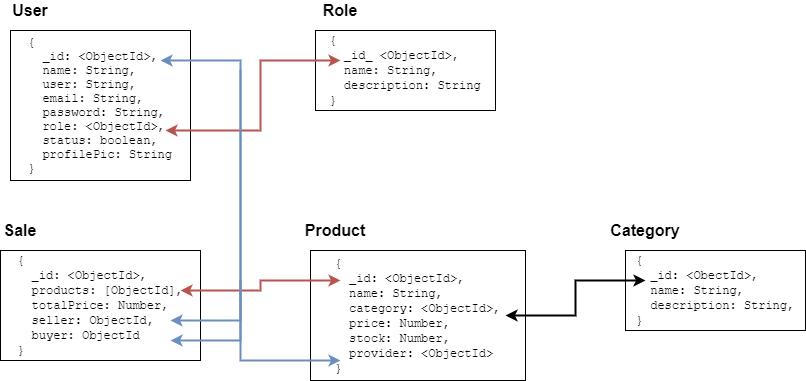 User
{
_id: <ObjectId>,
name: String,
user: String,
email: String,
password: String,
role: <ObjectId>,
status: boolean,
profilePic: String
}
Role
{
_id_ <ObjectId>,
name: String,
description: String
}
Sale
{
_id: <ObjectId>,
products: [ObjectId],
totalPrice: Number,
seller: ObjectId,
buyer: ObjectId
}
Product
{
_id: <ObjectId>,
name: String,
category: <ObjectId>,
price: Number,
stock: Number,
provider: <ObjectId>
}
Category
{
_id: <ObectId>,
name: String,
description: String,
}